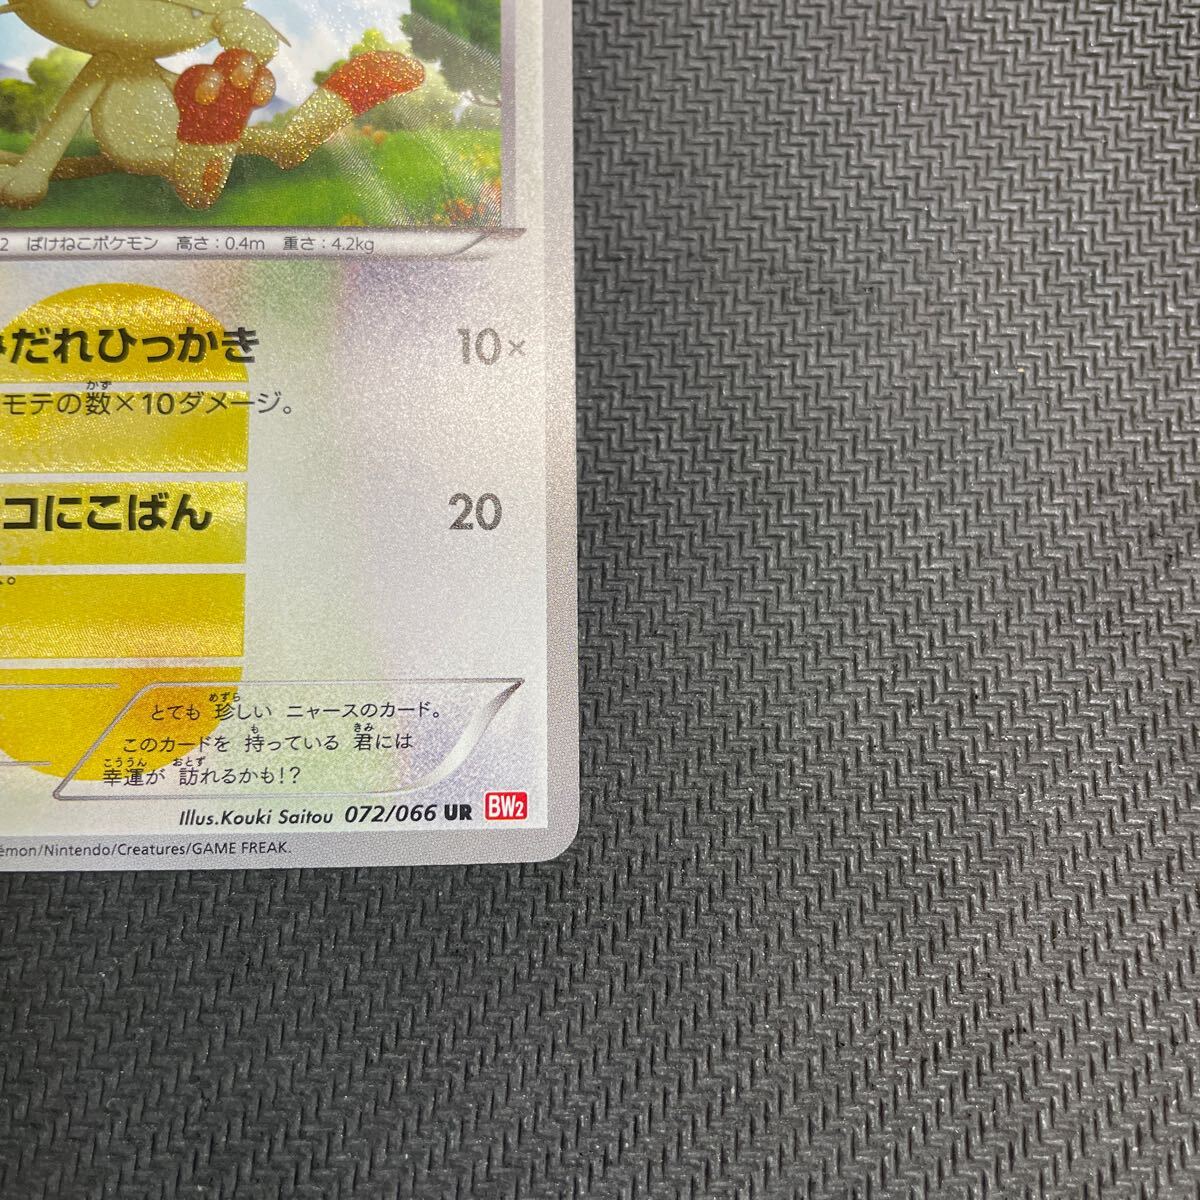 2 ばけねこポケモン 高さ:0.4m 重さ:4.2kg
だれひっかき 10×
モテの数×10ダメージ。
かず
コにこばん 20
。
とても 珍しい ニャースのカード。
めずら
このカードを 持っている 君には
も きみ
幸運が 訪れるかも!?
こううん おとず
Illus.Kouki Saitou 072/066 UR BW2
émon/Nintendo/Creatures/GAME FREAK.